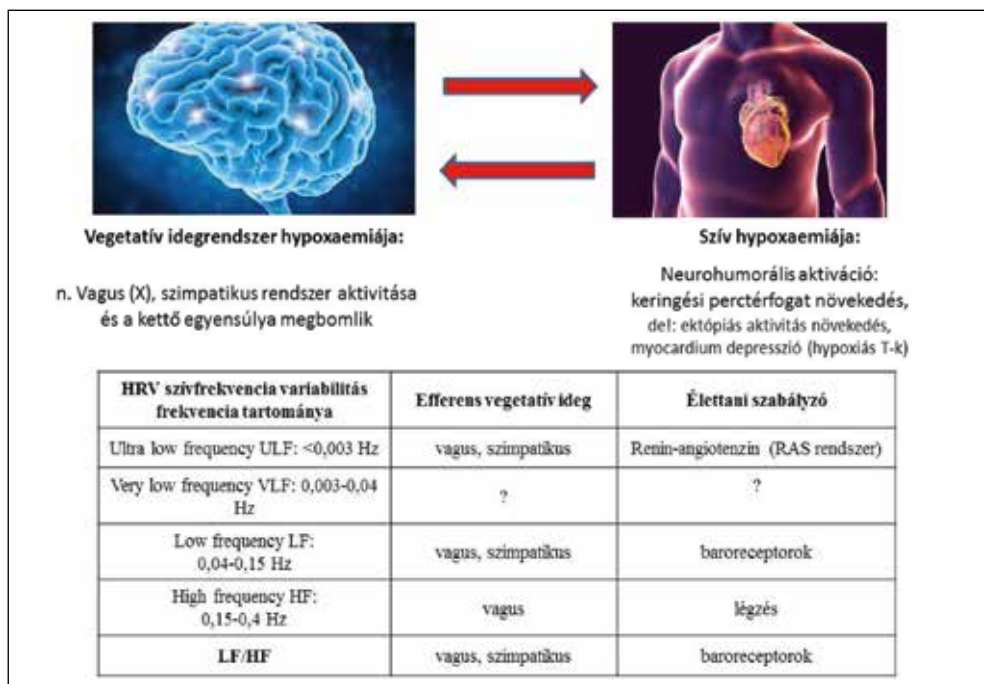 Vegetatív idegrendszer hypoxaemiája:
n. Vagus (X), szimpatikus rendszer aktivitása
és a kettő egyensúlya megbomlik
Szív hypoxaemiája:
Neurohumorális aktiváció:
keringési perctérfogat növekedés,
de!: ektópiás aktivitás növekedés,
myocardium depresszió (hypoxiás T-k)
HRV szívfrekvencia variabilitás
frekvencia tartománya
Efferens vegetatív ideg
Élettani szabályzó
Ultra low frequency ULF: <0,003 Hz
vagus, szimpatikus
Renin-angiotenzin (RAS rendszer)
Very low frequency VLF: 0,003-0,04
Hz
?
?
Low frequency LF:
0,04-0,15 Hz
vagus, szimpatikus
baroreceptorok
High frequency HF:
0,15-0,4 Hz
vagus
légzés
LF/HF
vagus, szimpatikus
baroreceptorok